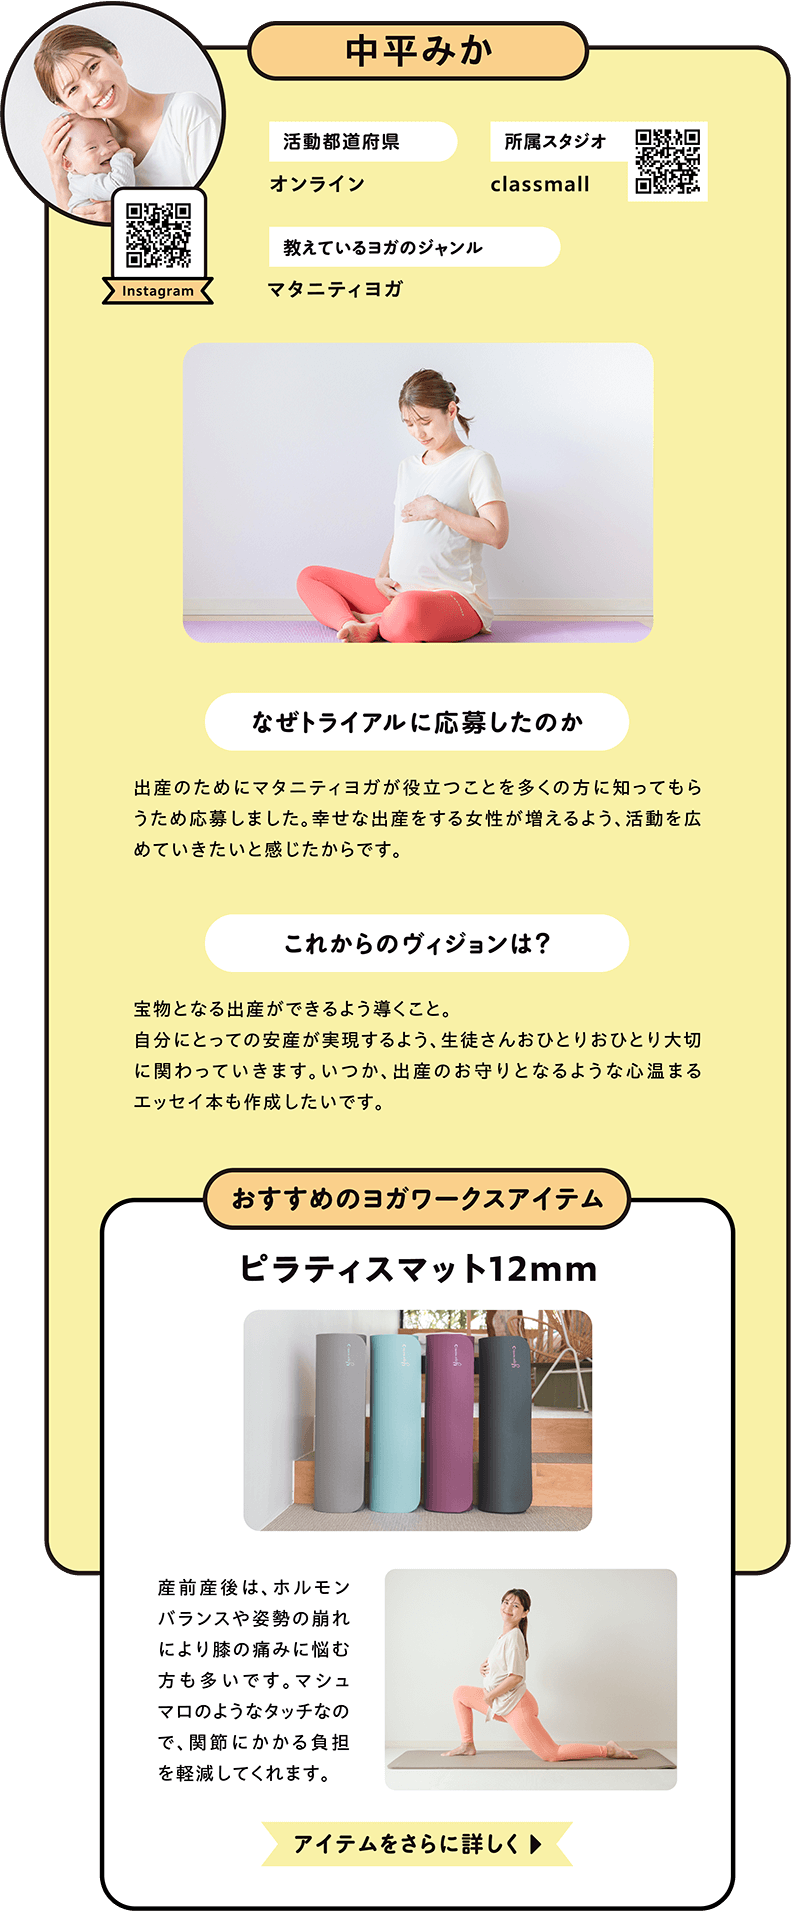 中平みか
活動都道府県
オンライン
所属スタジオ
classmall
Instagram
教えているヨガのジャンル
マタニティヨガ
なぜトライアルに応募したのか
出産のためにマタニティヨガが役立つことを多くの方に知ってもら
うため応募しました。幸せな出産をする女性が増えるよう、活動を広
めていきたいと感じたからです。
これからのヴィジョンは？
宝物となる出産ができるよう導くこと。
自分にとっての安産が実現するよう、生徒さんおひとりおひとり大切
に関わっていきます。いつか、出産のお守りとなるような心温まる
エッセイ本も作成したいです。
おすすめのヨガワークスアイテム
ピラティスマット12mm
産前産後は、ホルモン
バランスや姿勢の崩れ
により膝の痛みに悩む
方も多いです。マシュ
マロのようなタッチなの
で、関節にかかる負担
を軽減してくれます。
アイテムをさらに詳しく▶